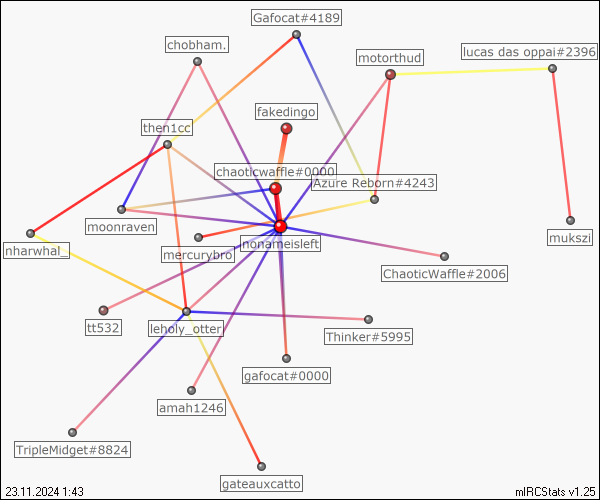 Gafocat#4189
chobham.
lucas das oppai#2396
motorthud
fakedingo
then1cc
chaoticwaffle#0000
Azure Reborn#4243
moonraven
nonameisleft
mukszi
nharwhal_
mercurybro
ChaoticWaffle#2006
tt532
leholy_otter
Thinker#5995
gafocat#0000
amah1246
TripleMidget#8824
gateauxcatto
23.11.2024 1:43
mIRCStats v1.25